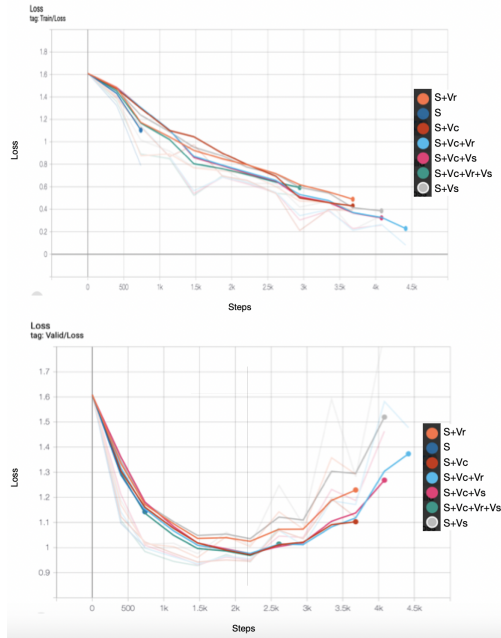 Loss
tag: Train/Loss
1.8
1.6
1.4
1.2
1
0.8
0.6
0.4
0.2
0
0 500 1k 1.5k 2k 2.5k 3k 3.5k 4k 4.5k
Loss
Steps
S+Vr
S
S+Vc
S+Vc+Vr
S+Vc+Vs
S+Vc+Vr+Vs
S+Vs
Loss
tag: Valid/Loss
1.7
1.6
1.5
1.4
1.3
1.2
1.1
1
0.9
0 500 1k 1.5k 2k 2.5k 3k 3.5k 4k 4.5k
Loss
Steps
S+Vr
S
S+Vc
S+Vc+Vr
S+Vc+Vs
S+Vc+Vr+Vs
S+Vs